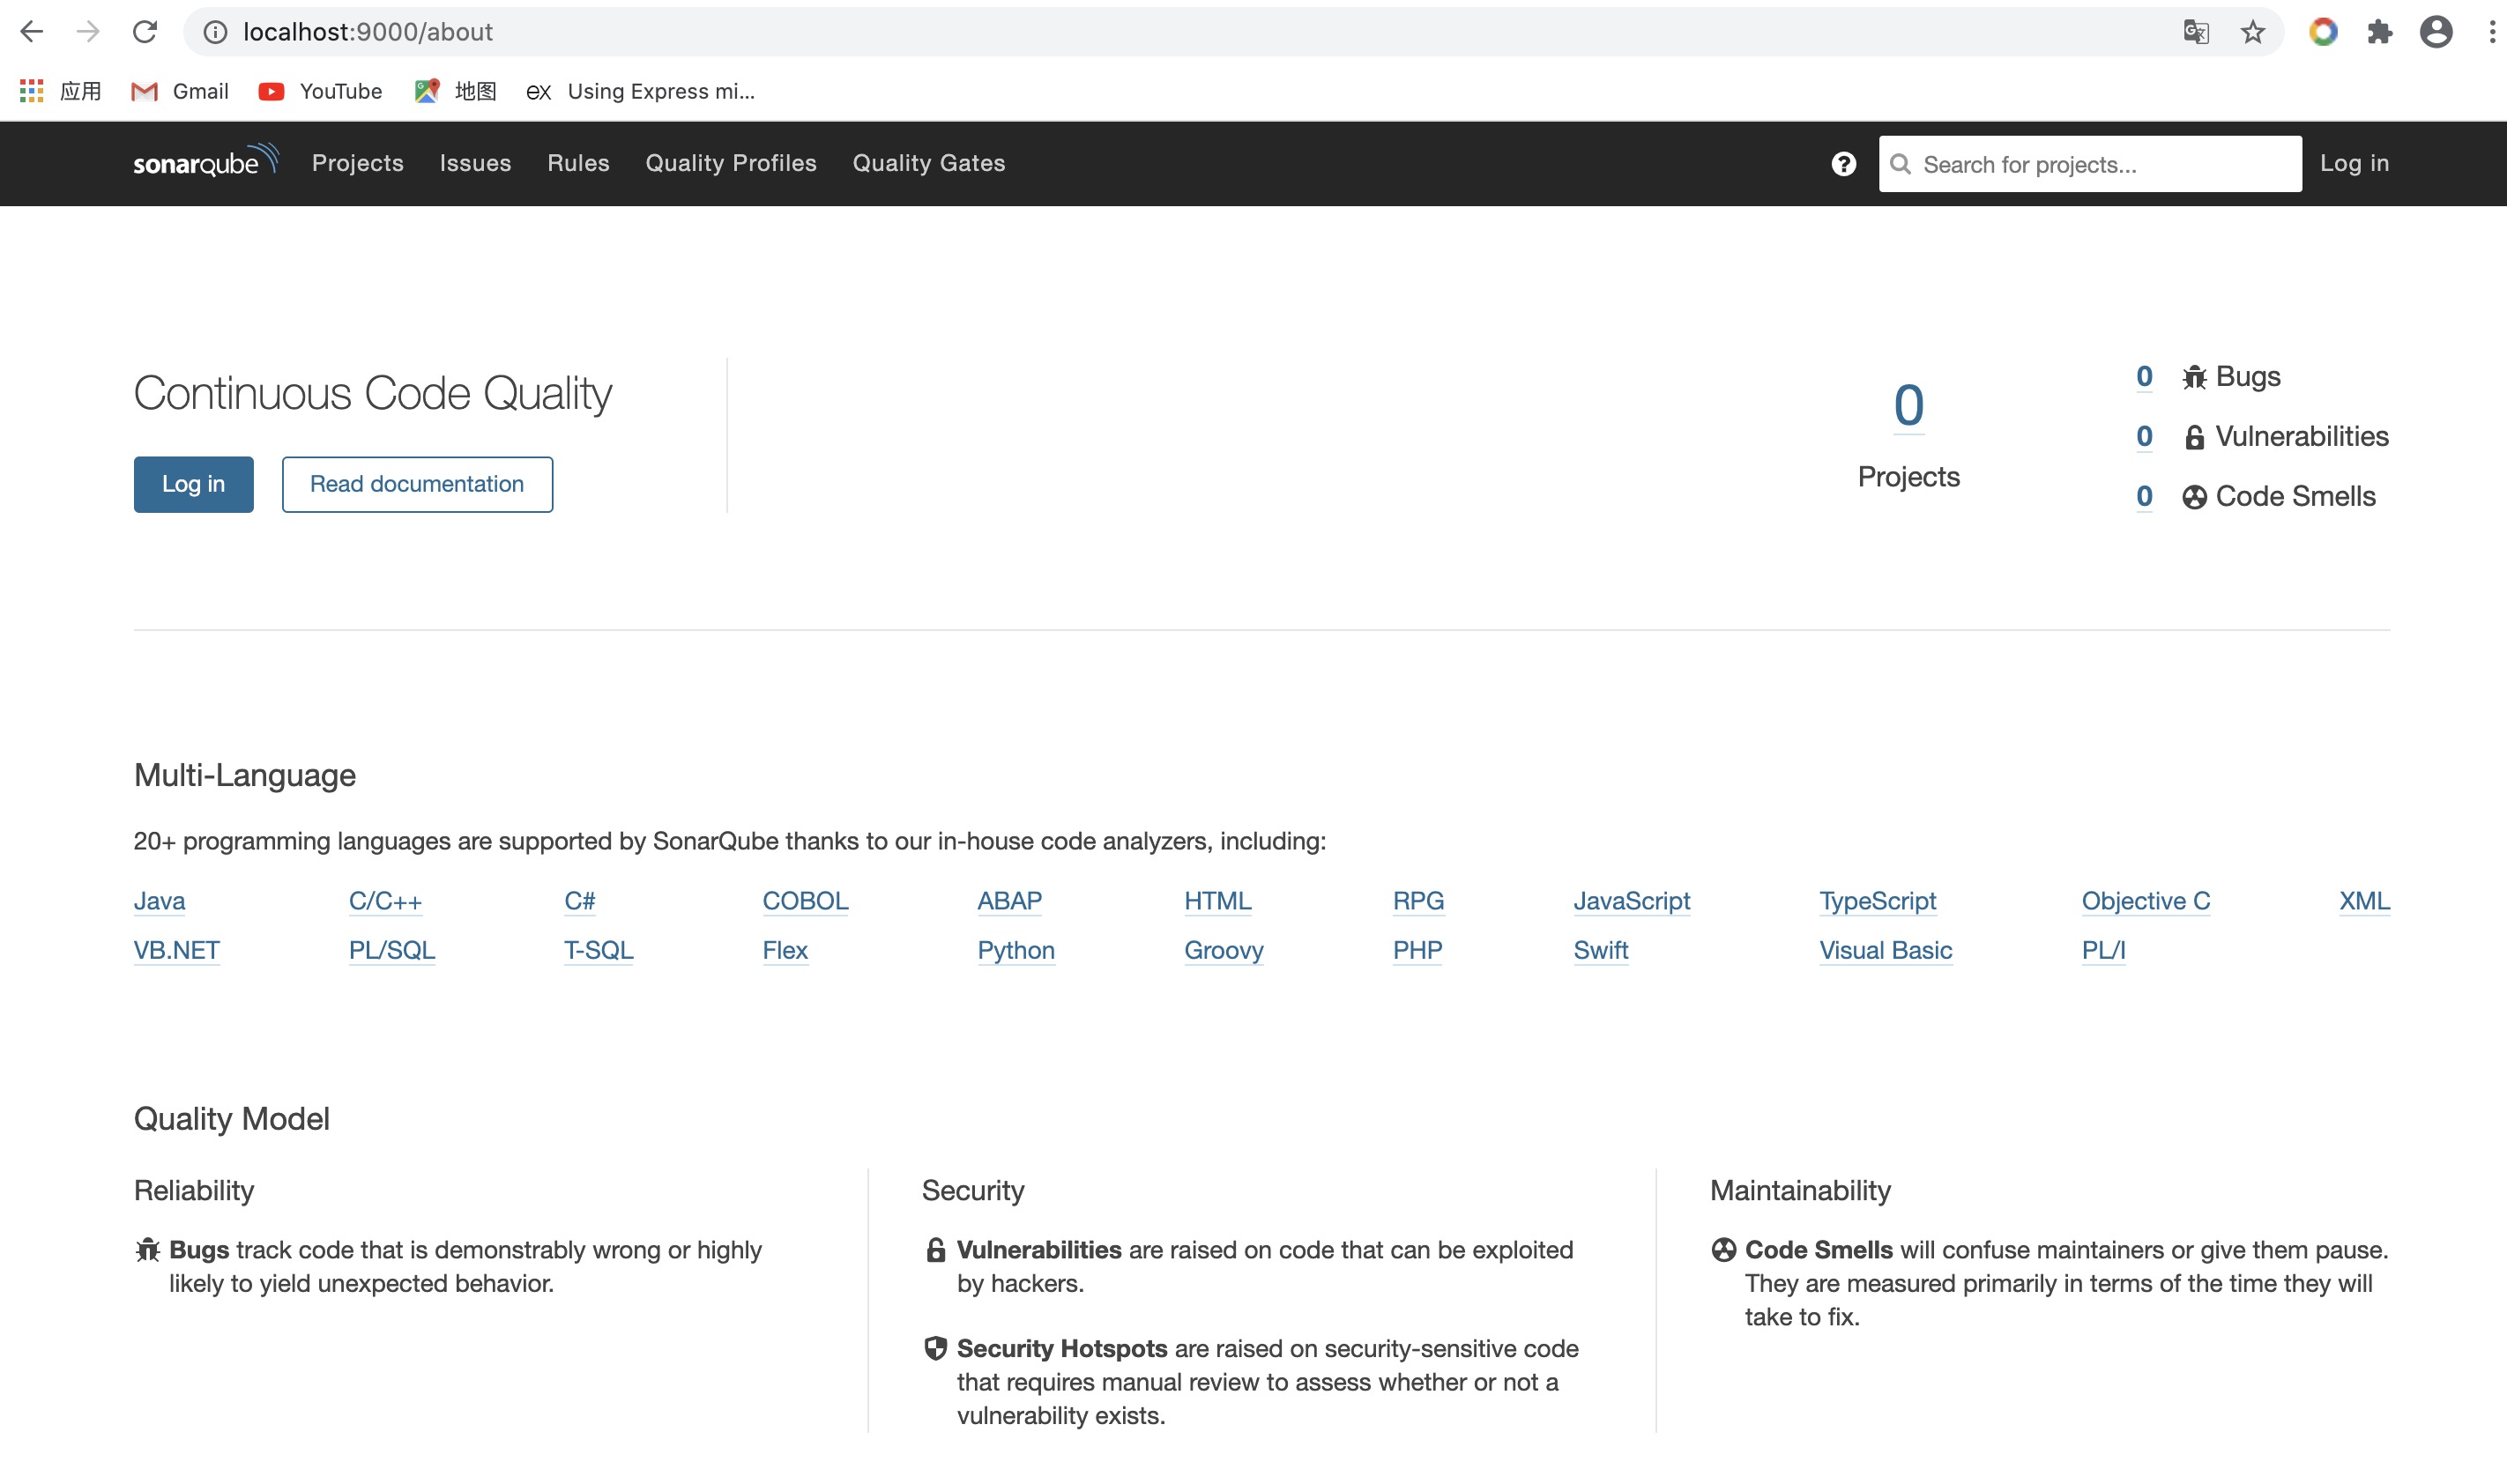 localhost:9000/about
应用 Gmail YouTube 地图 ex Using Express mi...
sonarqube Projects Issues Rules Quality Profiles Quality Gates ? Search for projects... Log in
Continuous Code Quality
Log in Read documentation
0
Projects
0 Bugs
0 Vulnerabilities
0 Code Smells
Multi-Language
20+ programming languages are supported by SonarQube thanks to our in-house code analyzers, including:
Java C/C++ C# COBOL ABAP HTML RPG JavaScript TypeScript Objective C XML
VB.NET PL/SQL T-SQL Flex Python Groovy PHP Swift Visual Basic PL/I
Quality Model
Reliability
Bugs track code that is demonstrably wrong or highly
likely to yield unexpected behavior.
Security
Vulnerabilities are raised on code that can be exploited
by hackers.
Security Hotspots are raised on security-sensitive code
that requires manual review to assess whether or not a
vulnerability exists.
Maintainability
Code Smells will confuse maintainers or give them pause.
They are measured primarily in terms of the time they will
take to fix.